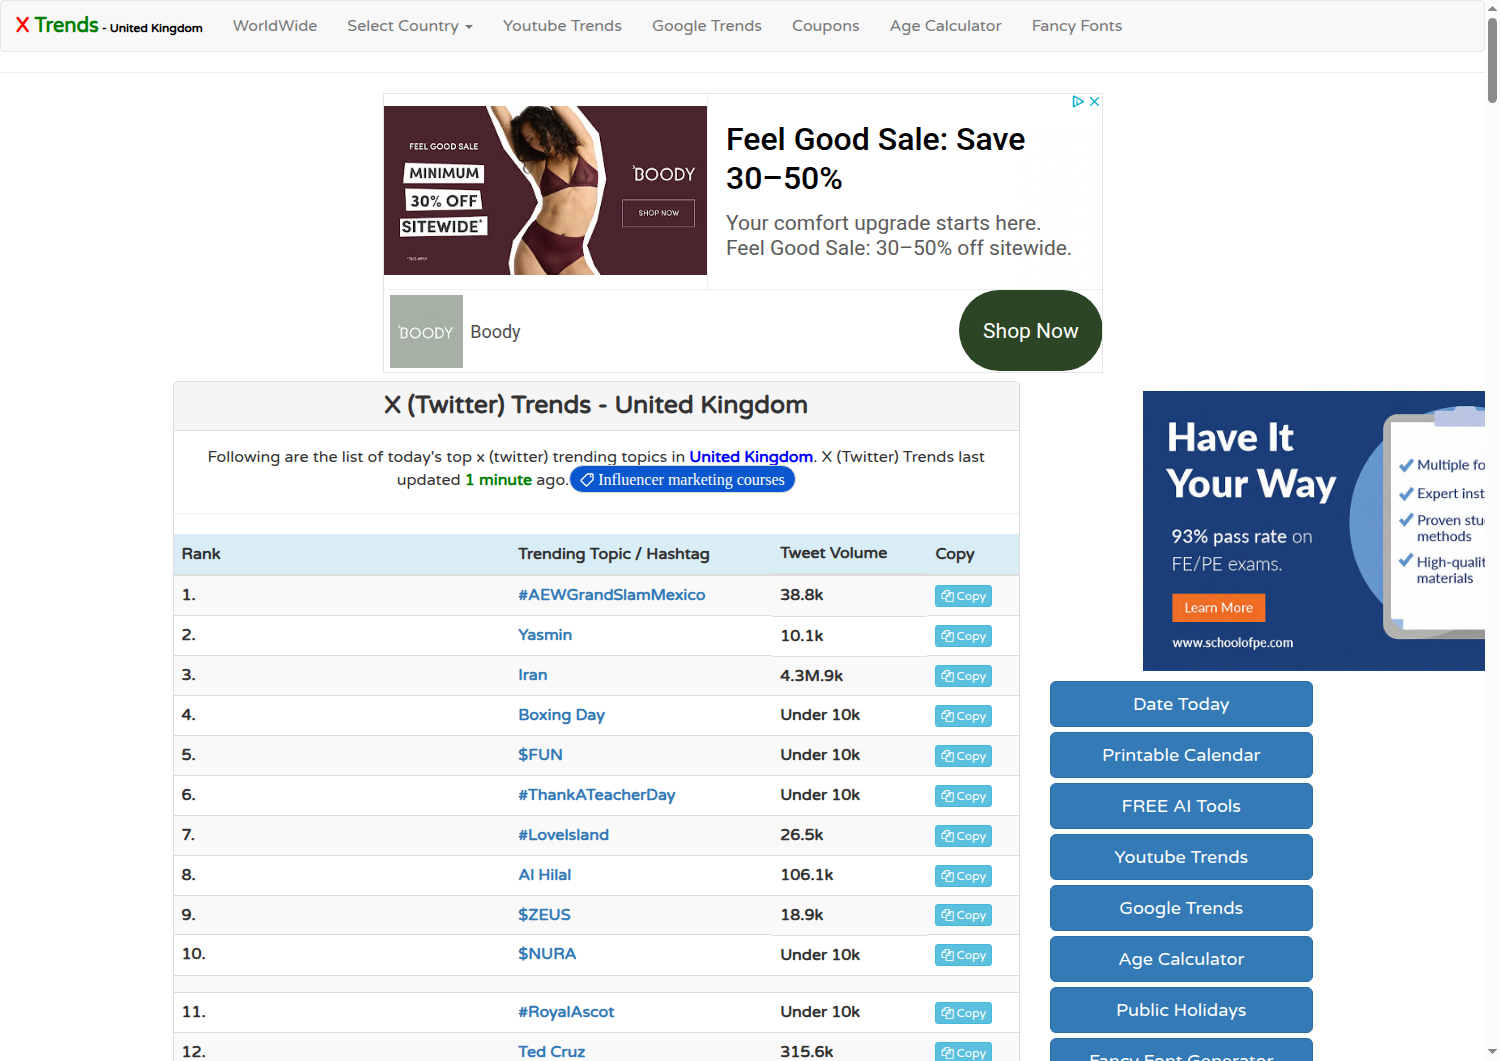 X Trends - United Kingdom
WorldWide
Select Country
Youtube Trends
Google Trends
Coupons
Age Calculator
Fancy Fonts
FEEL GOOD SALE
MINIMUM
30% OFF
SITEWIDE*
BOODY
SHOP NOW
Feel Good Sale: Save
30–50%
Your comfort upgrade starts here.
Feel Good Sale: 30–50% off sitewide.
BOODY
Boody
Shop Now
X (Twitter) Trends - United Kingdom
Following are the list of today's top x (twitter) trending topics in United Kingdom. X (Twitter) Trends last
updated 1 minute ago. Influencer marketing courses
Rank Trending Topic / Hashtag Tweet Volume Copy
1. #AEWGrandSlamMexico 38.8k Copy
2. Yasmin 10.1k Copy
3. Iran 4.3M.9k Copy
4. Boxing Day Under 10k Copy
5. $FUN Under 10k Copy
6. #ThankATeacherDay Under 10k Copy
7. #LoveIsland 26.5k Copy
8. Al Hilal 106.1k Copy
9. $ZEUS 18.9k Copy
10. $NURA Under 10k Copy
11. #RoyalAscot Under 10k Copy
12. Ted Cruz 315.6k Copy
Have It
Your Way
93% pass rate on
FE/PE exams.
Learn More
www.schoolofpe.com
Multiple fo
Expert inst
Proven stu
methods
High-qualit
materials
Date Today
Printable Calendar
FREE AI Tools
Youtube Trends
Google Trends
Age Calculator
Public Holidays
Fancy Font Generator